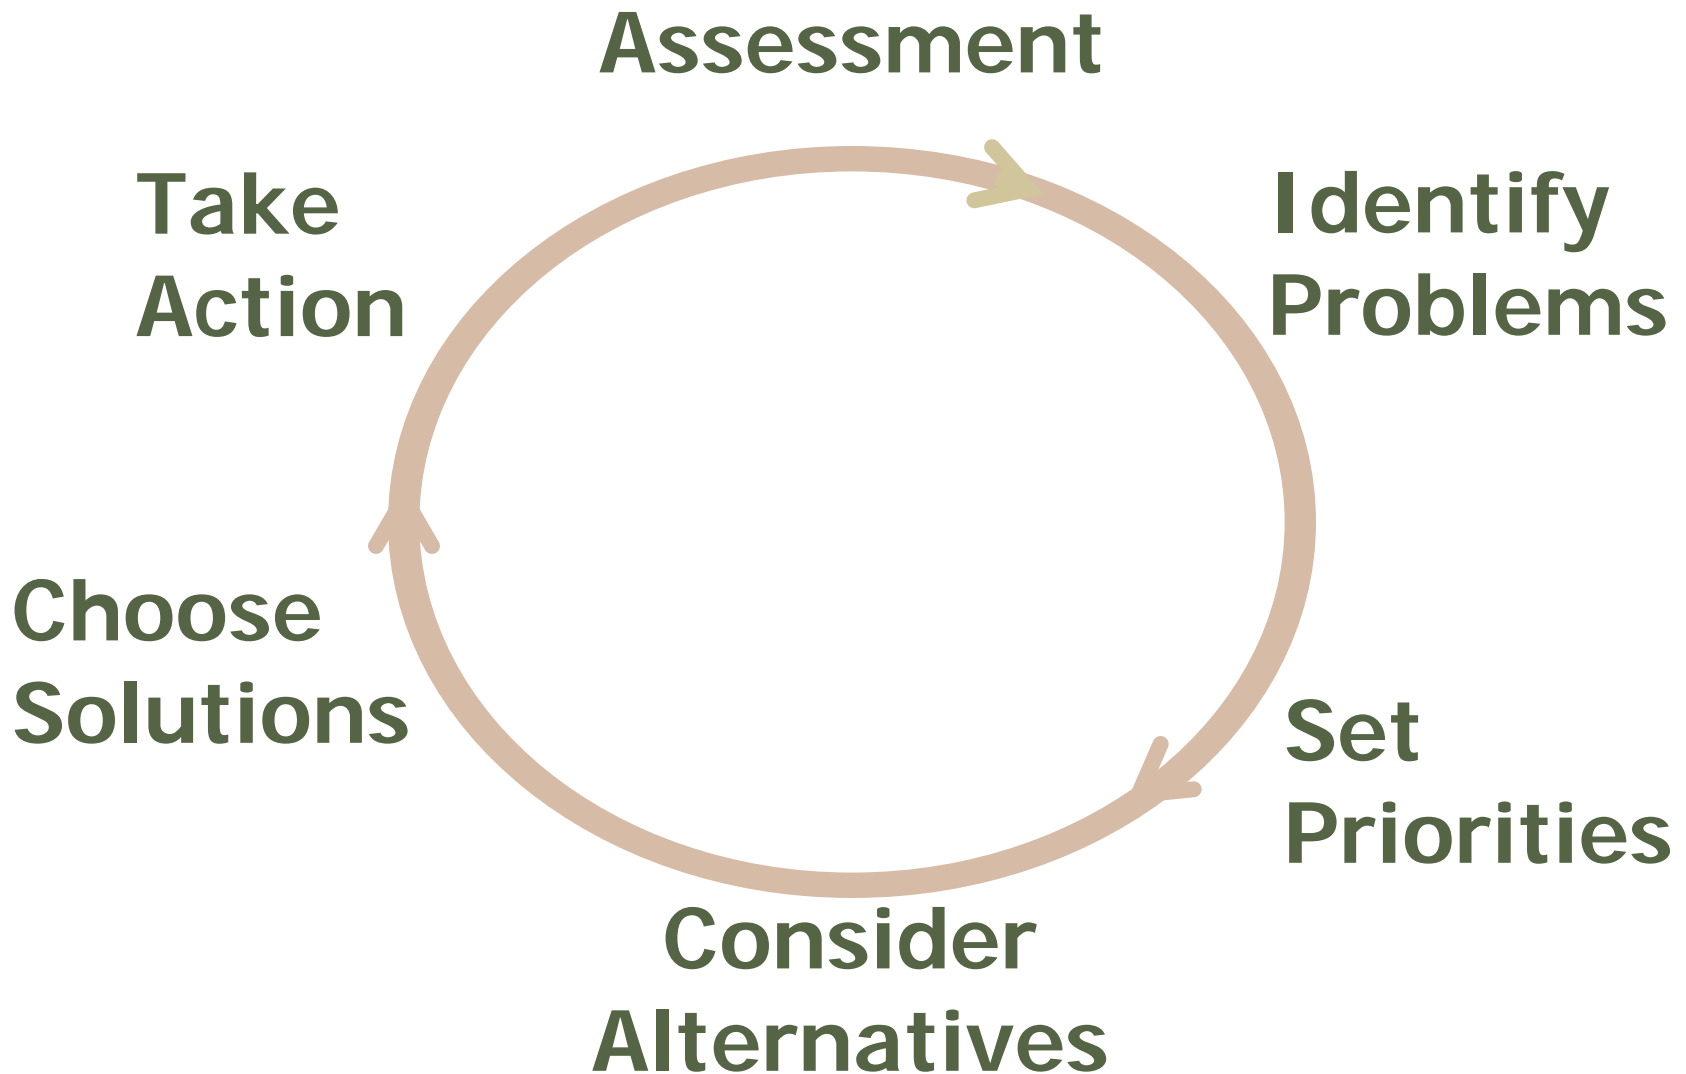 Assessment
Identify
Problems
Set
Priorities
Consider
Alternatives
Choose
Solutions
Take
Action